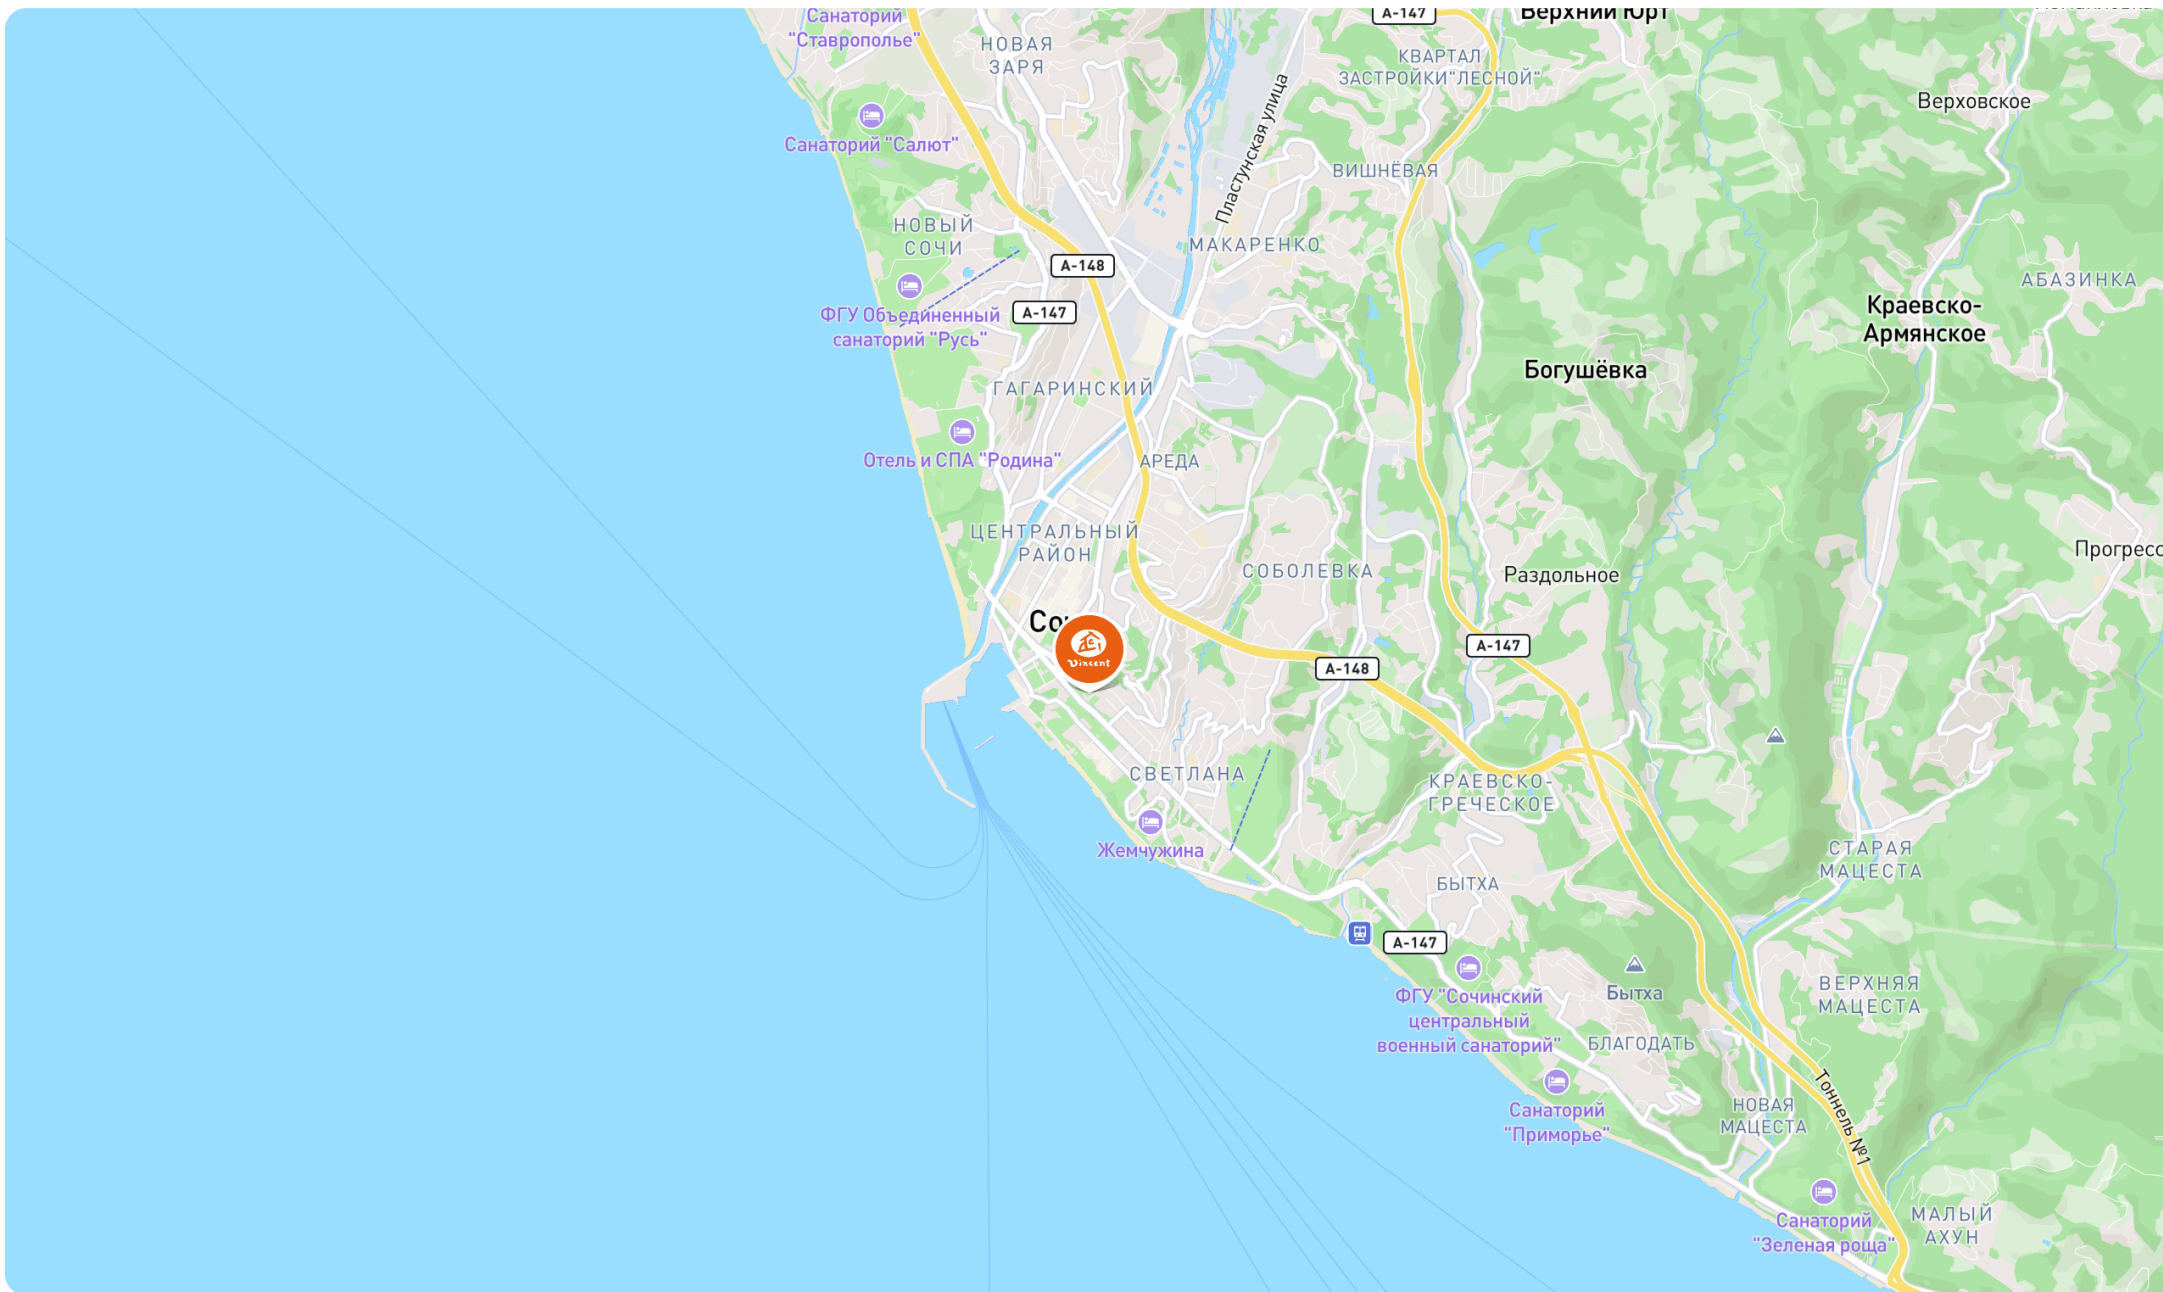 Санаторий
"Ставрополье"
НОВАЯ
ЗАРЯ
А-147
Верхний Юрт
КВАРТАЛ
ЗАСТРОЙКИ"ЛЕСНОЙ"
Верховское
Пластунская улица
Санаторий "Салют"
ВИШНЁВАЯ
НОВЫЙ
СОЧИ
МАКАРЕНКО
А-148
АБАЗИНКА
А-147
ФГУ Объединенный
санаторий "Русь"
Краевско-
Армянское
Богушёвка
ГАГАРИНСКИЙ
Отель и СПА "Родина"
АРЕДА
ЦЕНТРАЛЬНЫЙ
РАЙОН
Прогресс
СОБОЛЕВКА
Раздольное
Со
Vincent
А-147
А-148
СВЕТЛАНА
КРАЕВСКО-
ГРЕЧЕСКОЕ
Жемчужина
СТАРАЯ
МАЦЕСТА
БЫТХА
А-147
ФГУ "Сочинский
центральный
военный санаторий"
Бытха
ВЕРХНЯЯ
МАЦЕСТА
БЛАГОДАТЬ
Санаторий
"Приморье"
НОВАЯ
МАЦЕСТА
Тоннель №1
Санаторий
"Зеленая роща"
МАЛЫЙ
АХУН